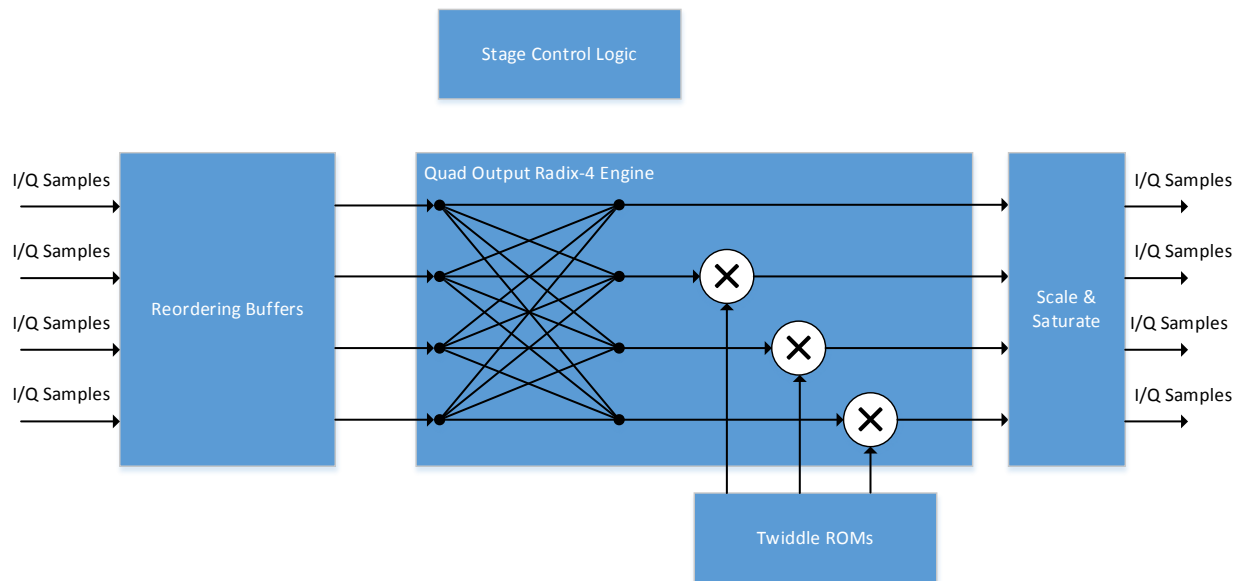 Stage Control Logic
Quad Output Radix-4 Engine
I/Q Samples
I/Q Samples
I/Q Samples
I/Q Samples
Reordering Buffers
Scale &
Saturate
I/Q Samples
I/Q Samples
I/Q Samples
I/Q Samples
Twiddle ROMs